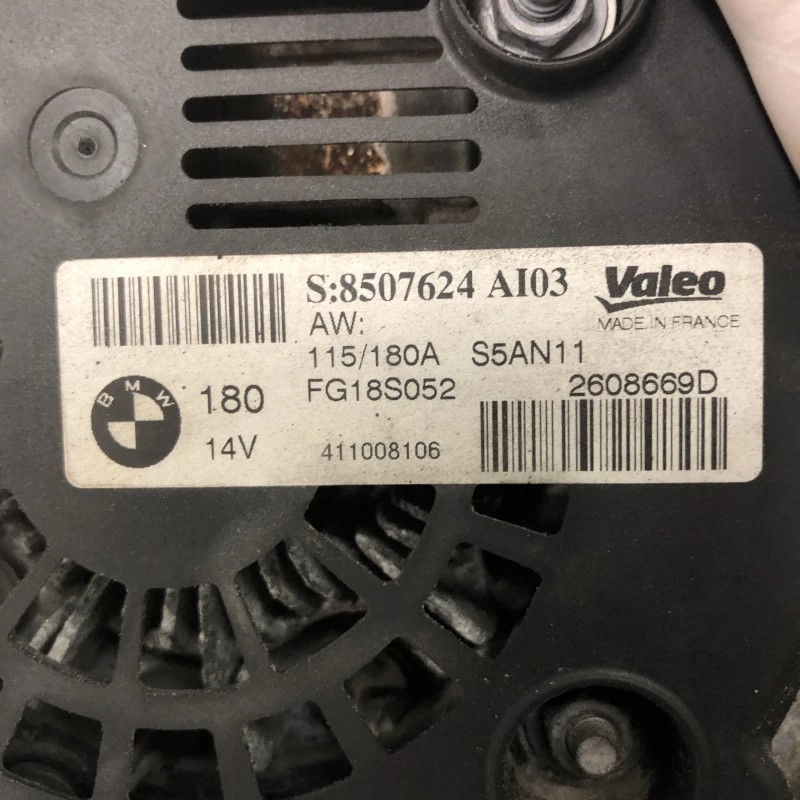 S:8507624 AI03
Valeo
MADE IN FRANCE
AW:
115/180A S5AN11
FG18S052 2608669D
BMW
180
14V
411008106